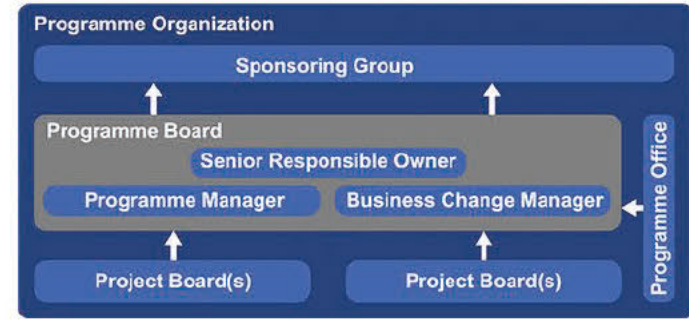 Programme Organization
Sponsoring Group
Programme Board
Senior Responsible Owner
Programme Manager
Business Change Manager
Programme Office
Project Board(s)
Project Board(s)